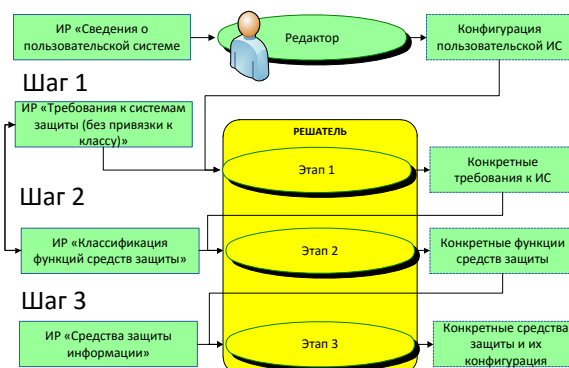 ИР «Сведения о
пользовательской системе
Редактор
Конфигурация
пользовательской ИС
Шаг 1
ИР «Требования к системам
защиты (без привязки к
классу)»
РЕШАТЕЛЬ
Этап 1
Конкретные
требования к ИС
Шаг 2
ИР «Классификация
функций средств защиты»
Этап 2
Конкретные функции
средств защиты
Шаг 3
ИР «Средства защиты
информации»
Этап 3
Конкретные средства
защиты и их
конфигурация